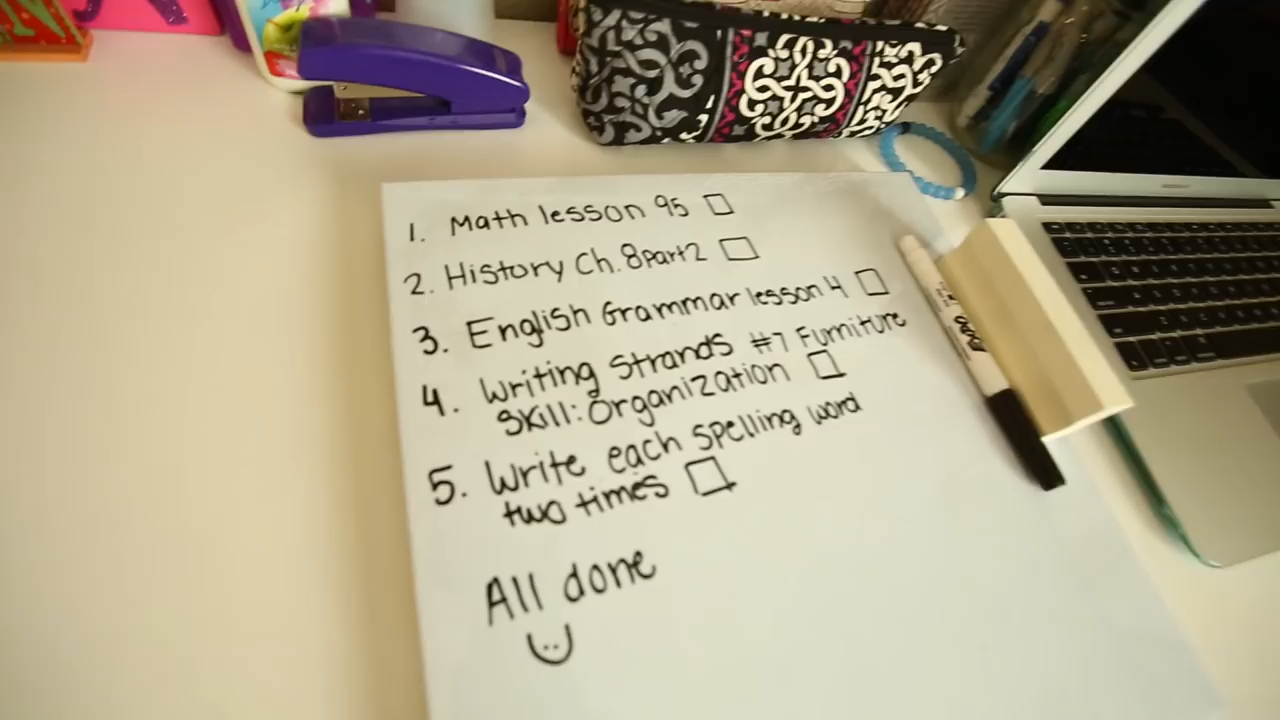 1. Math lesson 95
2. History Ch. 8 part 2
3. English Grammar lesson 4
4. Writing Strands #7 Furniture
Skill: Organization
5. Write each spelling word
two times
All done
EXPO